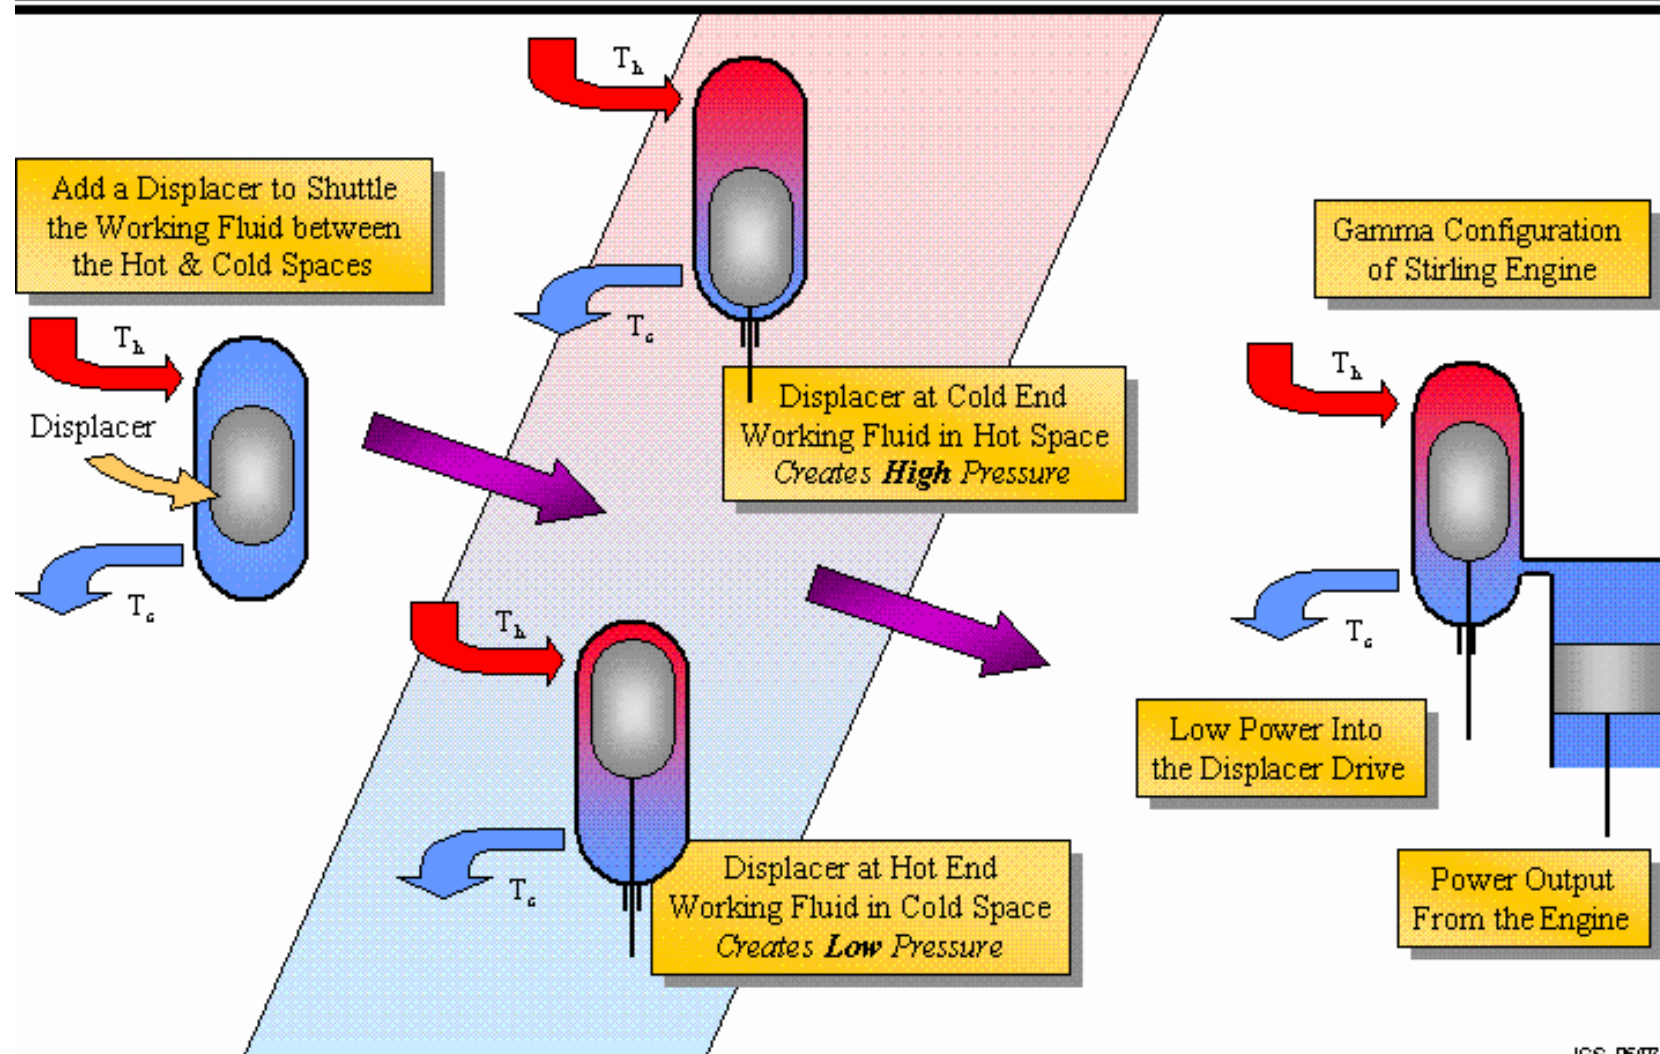 Add a Displacer to Shuttle
the Working Fluid between
the Hot & Cold Spaces
Th
Displacer
Tc
Th
Tc
Displacer at Cold End
Working Fluid in Hot Space
Creates High Pressure
Th
Tc
Displacer at Hot End
Working Fluid in Cold Space
Creates Low Pressure
Gamma Configuration
of Stirling Engine
Th
Tc
Low Power Into
the Displacer Drive
Power Output
From the Engine